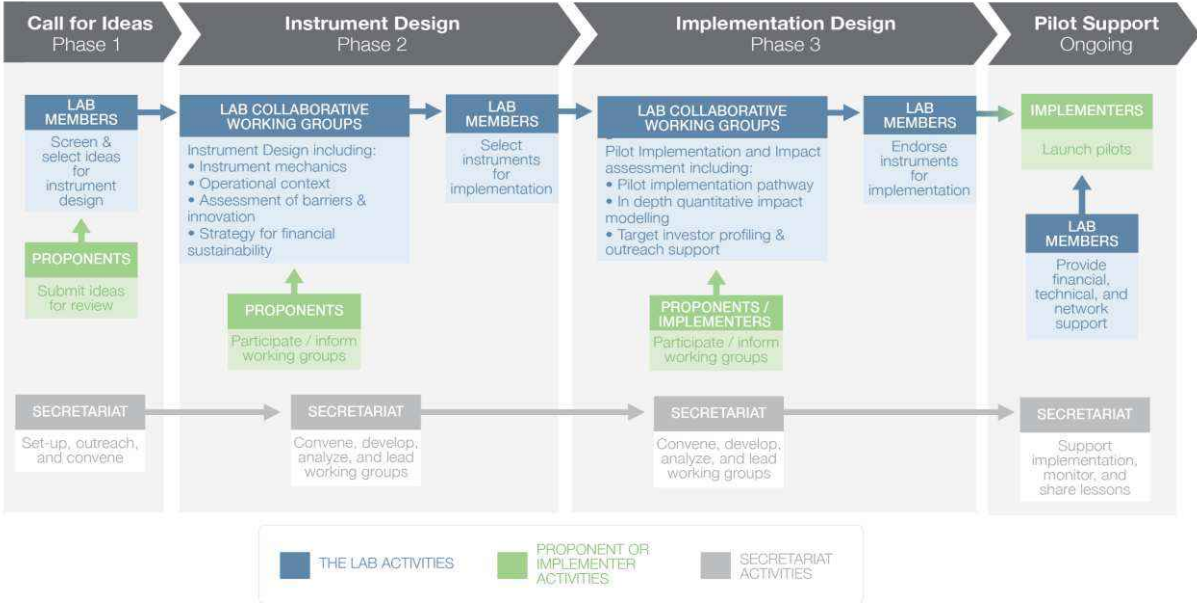 Call for Ideas
Phase 1
Instrument Design
Phase 2
Implementation Design
Phase 3
Pilot Support
Ongoing
LAB
MEMBERS
Screen &
select ideas for
instrument
design
PROPONENTS
Submit ideas
for review
LAB COLLABORATIVE
WORKING GROUPS
Instrument Design including:
• Instrument mechanics
• Operational context
• Assessment of barriers &
innovation
• Strategy for financial
sustainability
PROPONENTS
Participate / inform
working groups
LAB
MEMBERS
Select
instruments
for
implementation
LAB COLLABORATIVE
WORKING GROUPS
Pilot Implementation and Impact
assessment including:
• Pilot implementation pathway
• In depth quantitative impact
modelling
• Target investor profiling &
outreach support
PROPONENTS /
IMPLEMENTERS
Participate / inform
working groups
LAB
MEMBERS
Endorse
instruments
for
implementation
IMPLEMENTERS
Launch pilots
LAB
MEMBERS
Provide
financial,
technical, and
network
support
SECRETARIAT
Set-up, outreach,
and convene
SECRETARIAT
Convene, develop,
analyze, and lead
working groups
SECRETARIAT
Convene, develop,
analyze, and lead
working groups
SECRETARIAT
Support
implementation,
monitor, and
share lessons
THE LAB ACTIVITIES
PROPONENT OR
IMPLEMENTER
ACTIVITIES
SECRETARIAT
ACTIVITIES